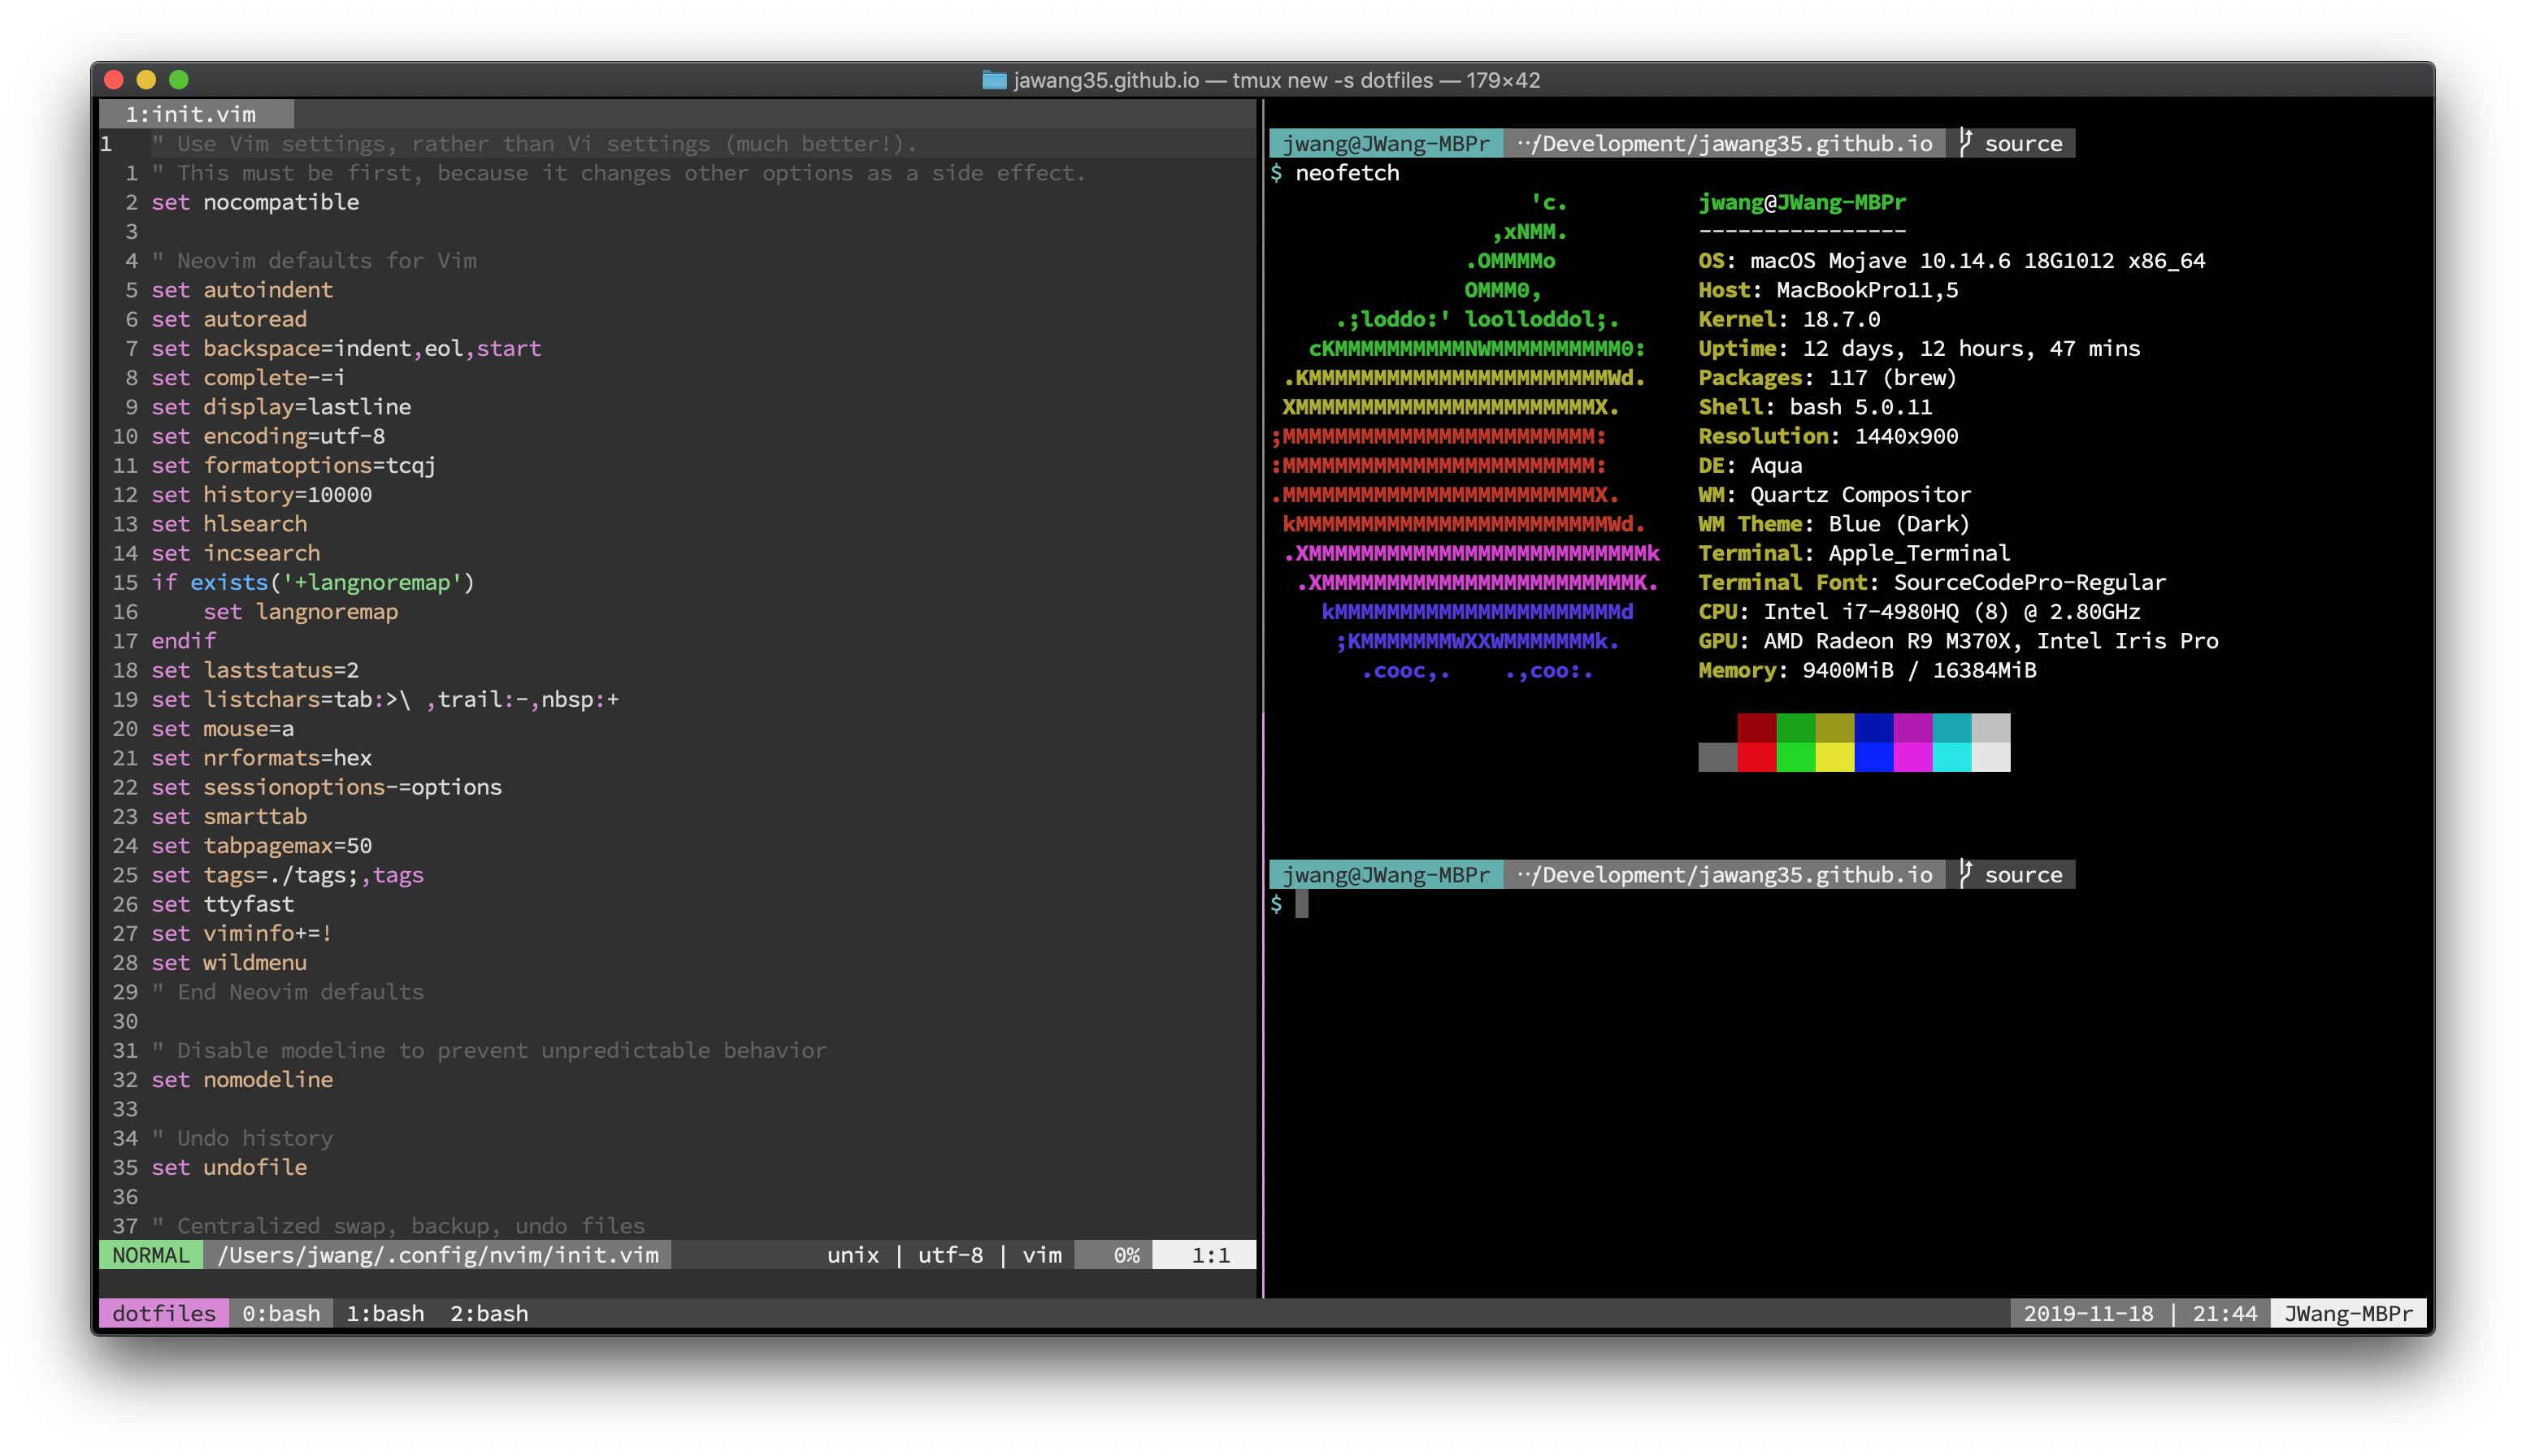 jawang35.github.io — tmux new -s dotfiles — 179×42
1:init.vim
1   " Use Vim settings, rather than Vi settings (much better!).
  1 " This must be first, because it changes other options as a side effect.
  2 set nocompatible
  3
  4 " Neovim defaults for Vim
  5 set autoindent
  6 set autoread
  7 set backspace=indent,eol,start
  8 set complete-=i
  9 set display=lastline
 10 set encoding=utf-8
 11 set formatoptions=tcqj
 12 set history=10000
 13 set hlsearch
 14 set incsearch
 15 if exists('+langnoremap')
 16     set langnoremap
 17 endif
 18 set laststatus=2
 19 set listchars=tab:>\ ,trail:-,nbsp:+
 20 set mouse=a
 21 set nrformats=hex
 22 set sessionoptions-=options
 23 set smarttab
 24 set tabpagemax=50
 25 set tags=./tags;,tags
 26 set ttyfast
 27 set viminfo+=!
 28 set wildmenu
 29 " End Neovim defaults
 30
 31 " Disable modeline to prevent unpredictable behavior
 32 set nomodeline
 33
 34 " Undo history
 35 set undofile
 36
 37 " Centralized swap, backup, undo files
NORMAL /Users/jwang/.config/nvim/init.vim unix | utf-8 | vim 0% 1:1
jwang@JWang-MBPr ··/Development/jawang35.github.io source
$ neofetch
                    'c.
                 ,xNMM.
               .OMMMMo
               OMMM0,
     .;loddo:' loolloddol;.
   cKMMMMMMMMMMNWMMMMMMMMMM0:
 .KMMMMMMMMMMMMMMMMMMMMMMMWd.
 XMMMMMMMMMMMMMMMMMMMMMMMX.
;MMMMMMMMMMMMMMMMMMMMMMMM:
:MMMMMMMMMMMMMMMMMMMMMMMM:
.MMMMMMMMMMMMMMMMMMMMMMMMX.
 kMMMMMMMMMMMMMMMMMMMMMMMMWd.
 .XMMMMMMMMMMMMMMMMMMMMMMMMMMk
  .XMMMMMMMMMMMMMMMMMMMMMMMMK.
    kMMMMMMMMMMMMMMMMMMMMMMd
     ;KMMMMMMMWXXWMMMMMMMk.
       .cooc,.    .,coo:.
jwang@JWang-MBPr
----------------
OS: macOS Mojave 10.14.6 18G1012 x86_64
Host: MacBookPro11,5
Kernel: 18.7.0
Uptime: 12 days, 12 hours, 47 mins
Packages: 117 (brew)
Shell: bash 5.0.11
Resolution: 1440x900
DE: Aqua
WM: Quartz Compositor
WM Theme: Blue (Dark)
Terminal: Apple_Terminal
Terminal Font: SourceCodePro-Regular
CPU: Intel i7-4980HQ (8) @ 2.80GHz
GPU: AMD Radeon R9 M370X, Intel Iris Pro
Memory: 9400MiB / 16384MiB
jwang@JWang-MBPr ··/Development/jawang35.github.io source
$
dotfiles 0:bash 1:bash 2:bash 2019-11-18 | 21:44 JWang-MBPr